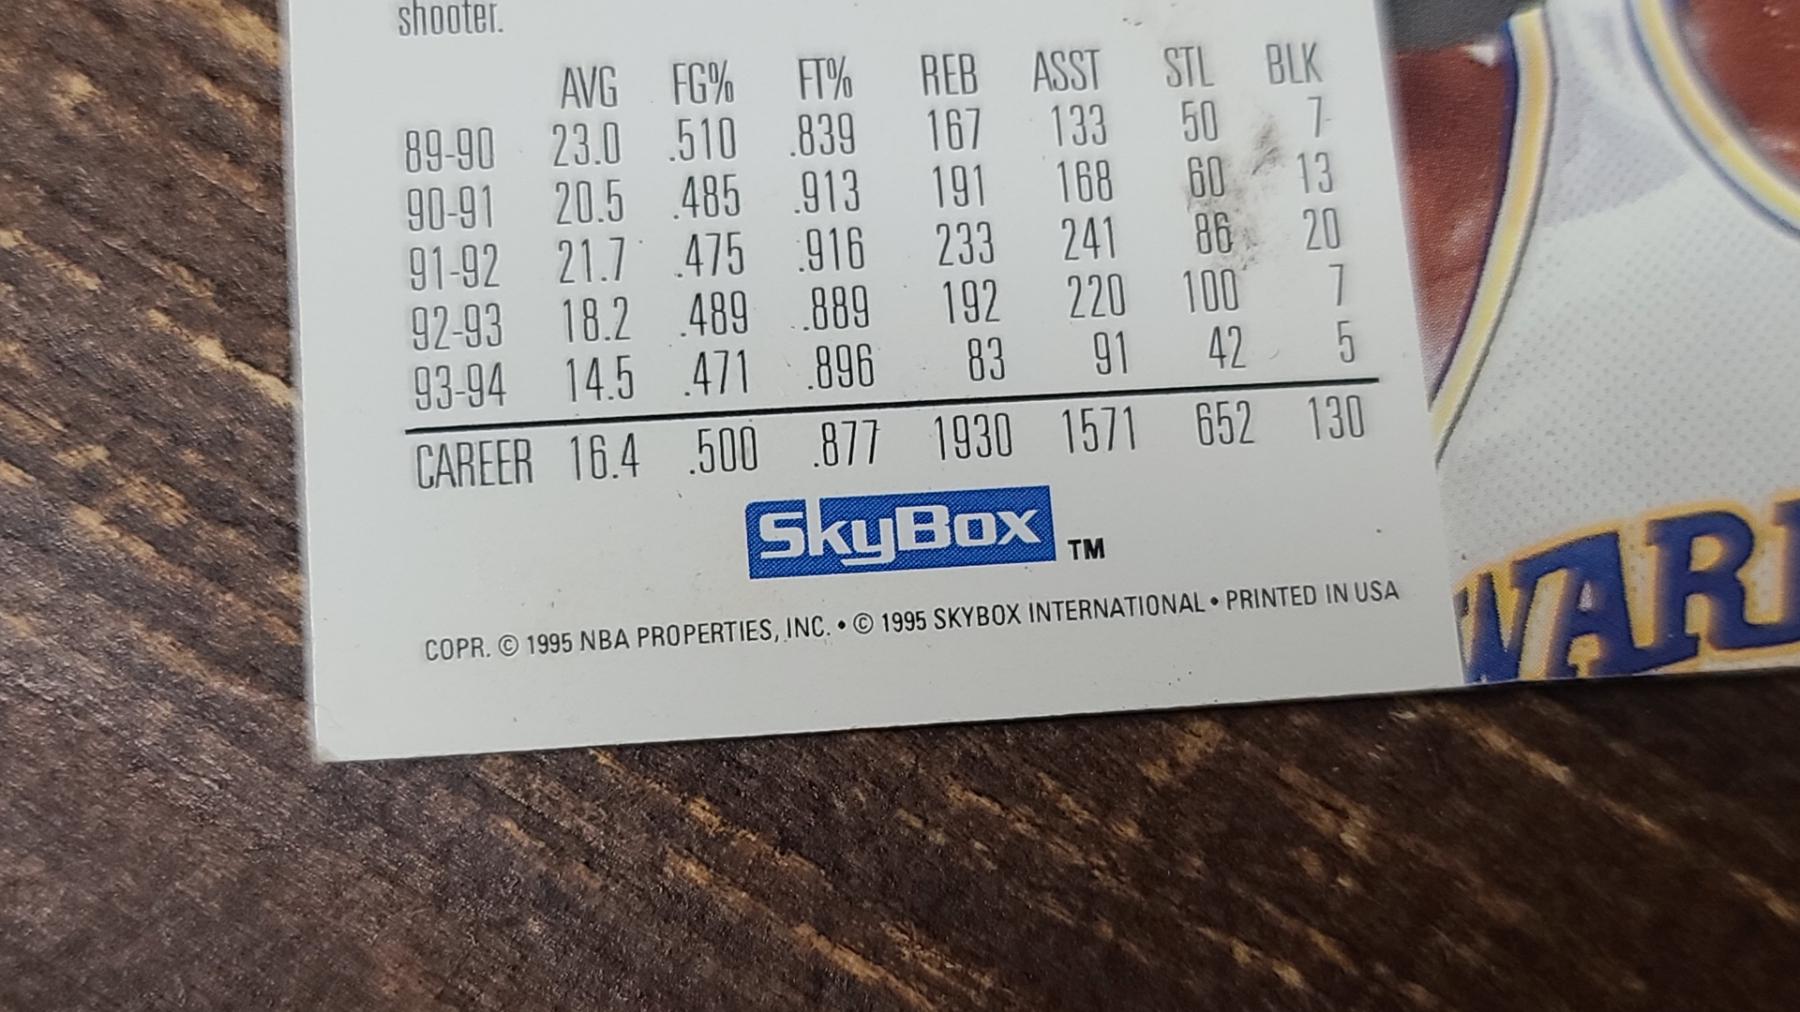 shooter.
AVG FG% FT% REB ASST STL BLK
89-90 23.0 .510 .839 167 133 50 7
90-91 20.5 .485 .913 191 168 60 13
91-92 21.7 .475 .916 233 241 86 20
92-93 18.2 .489 .889 192 220 100 7
93-94 14.5 .471 .896 83 91 42 5
CAREER 16.4 .500 .877 1930 1571 652 130
SkyBox TM
COPR. © 1995 NBA PROPERTIES, INC. • © 1995 SKYBOX INTERNATIONAL • PRINTED IN USA
WARR